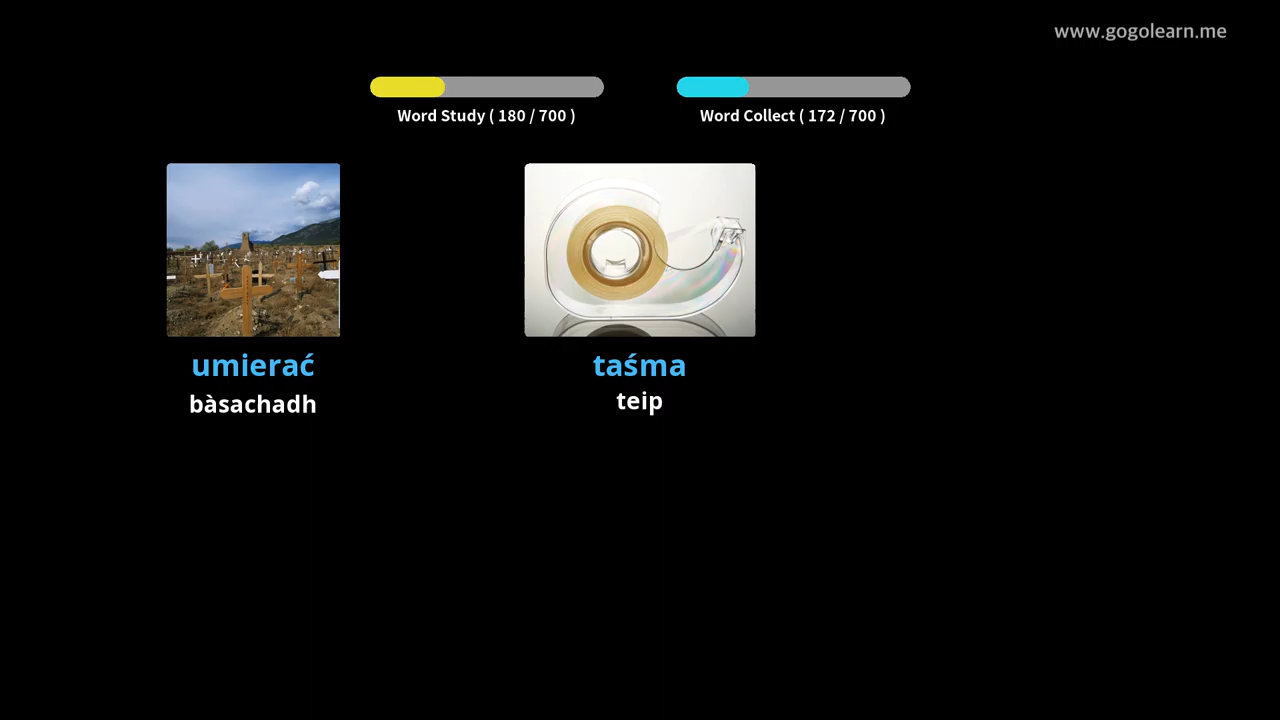 www.gogolearn.me
Word Study ( 180 / 700 )
Word Collect ( 172 / 700 )
umierać
bàsachadh
taśma
teip